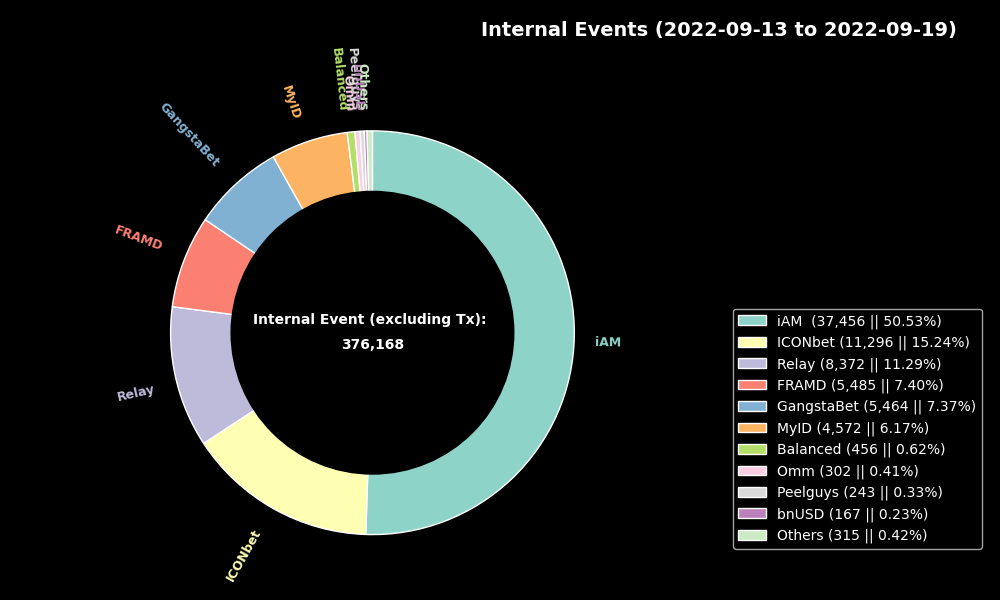 Internal Events (2022-09-13 to 2022-09-19)
Balanced
Omm
Peelguys
bnUSD
Others
MyID
GangstaBet
FRAMD
Relay
ICONbet
iAM
Internal Event (excluding Tx):
376,168
iAM  (37,456 || 50.53%)
ICONbet (11,296 || 15.24%)
Relay (8,372 || 11.29%)
FRAMD (5,485 || 7.40%)
GangstaBet (5,464 || 7.37%)
MyID (4,572 || 6.17%)
Balanced (456 || 0.62%)
Omm (302 || 0.41%)
Peelguys (243 || 0.33%)
bnUSD (167 || 0.23%)
Others (315 || 0.42%)